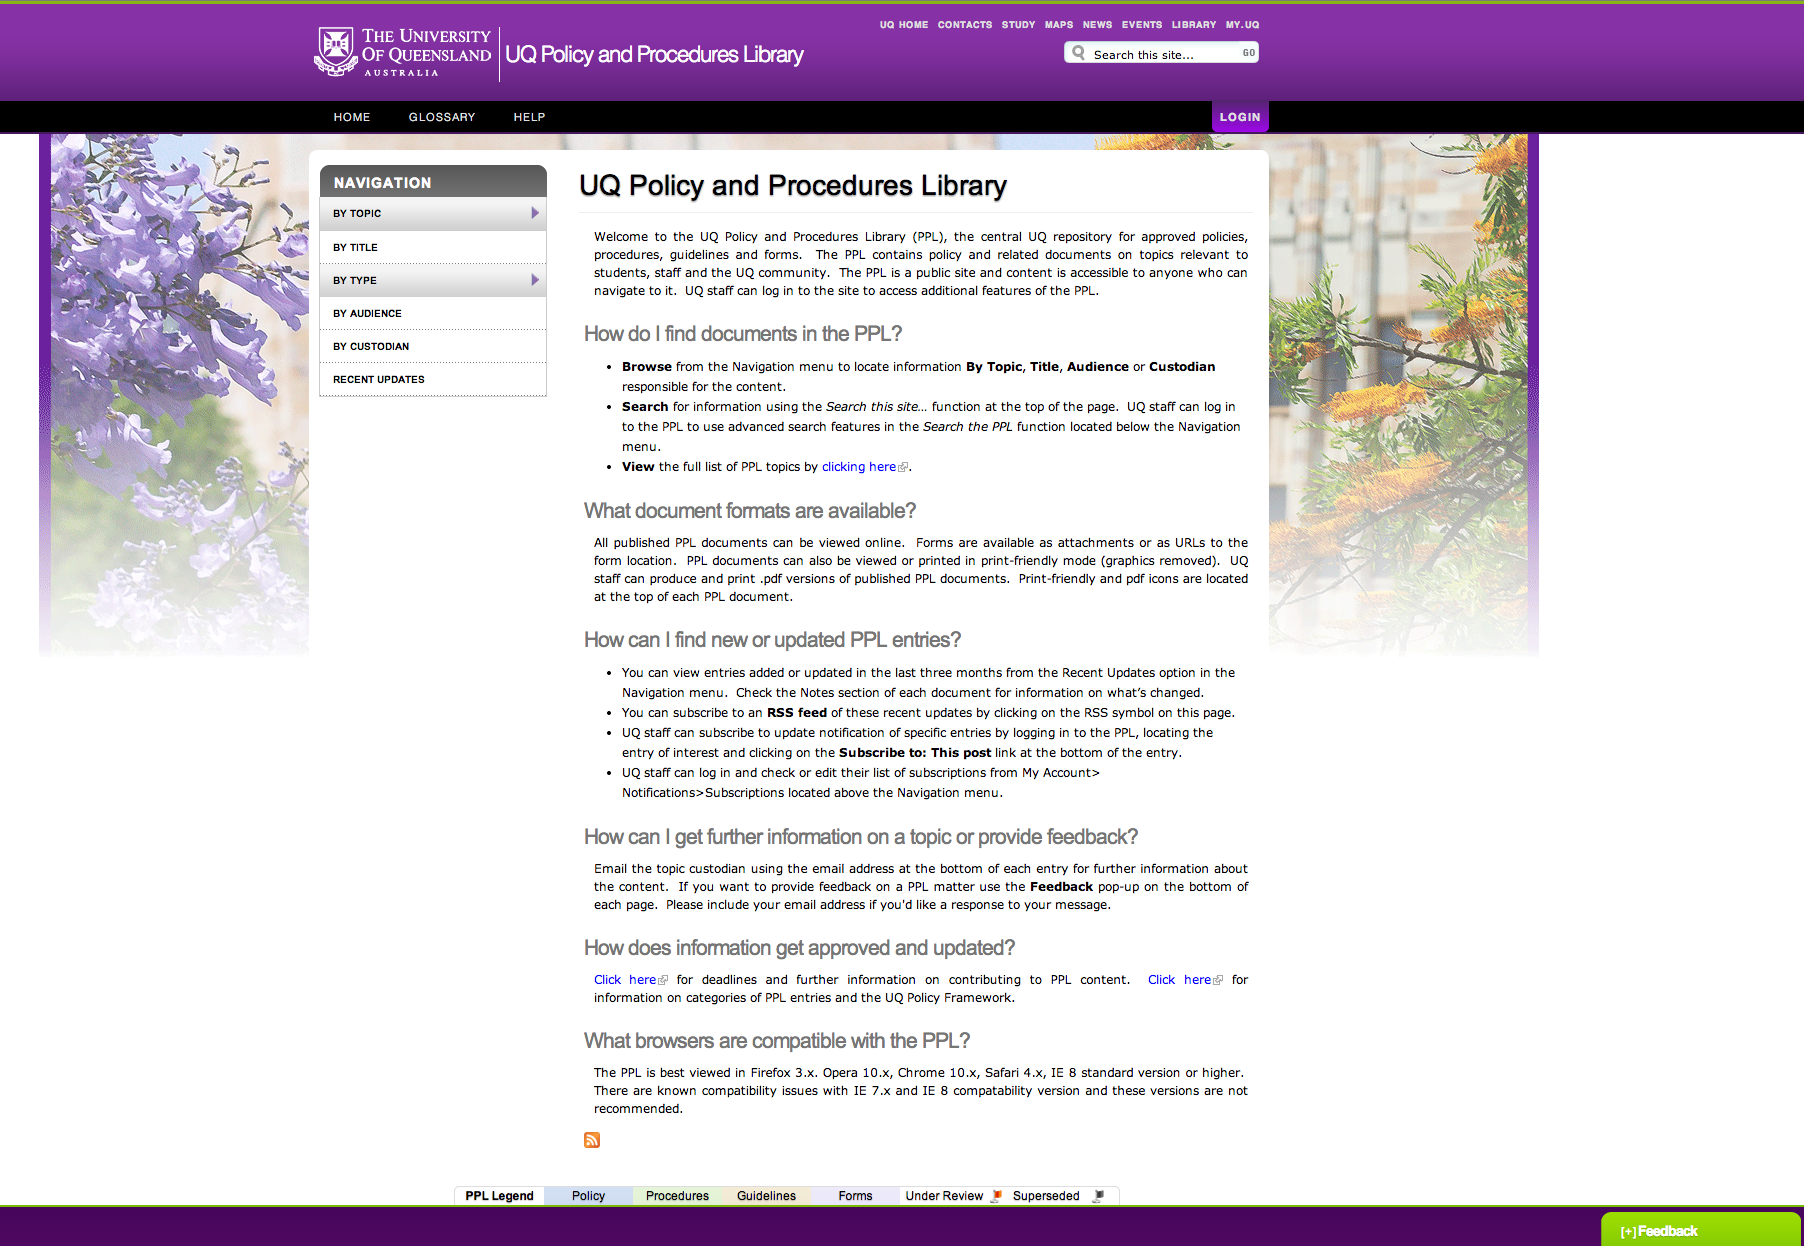 UQ HOME CONTACTS STUDY MAPS NEWS EVENTS LIBRARY MY.UQ
THE UNIVERSITY
OF QUEENSLAND
AUSTRALIA
UQ Policy and Procedures Library
Search this site... GO
HOME GLOSSARY HELP LOGIN
NAVIGATION
BY TOPIC
BY TITLE
BY TYPE
BY AUDIENCE
BY CUSTODIAN
RECENT UPDATES
UQ Policy and Procedures Library
Welcome to the UQ Policy and Procedures Library (PPL), the central UQ repository for approved policies,
procedures, guidelines and forms. The PPL contains policy and related documents on topics relevant to
students, staff and the UQ community. The PPL is a public site and content is accessible to anyone who can
navigate to it. UQ staff can log in to the site to access additional features of the PPL.
How do I find documents in the PPL?
• Browse from the Navigation menu to locate information By Topic, Title, Audience or Custodian
responsible for the content.
• Search for information using the Search this site... function at the top of the page. UQ staff can log in
to the PPL to use advanced search features in the Search the PPL function located below the Navigation
menu.
• View the full list of PPL topics by clicking here.
What document formats are available?
All published PPL documents can be viewed online. Forms are available as attachments or as URLs to the
form location. PPL documents can also be viewed or printed in print-friendly mode (graphics removed). UQ
staff can produce and print .pdf versions of published PPL documents. Print-friendly and pdf icons are located
at the top of each PPL document.
How can I find new or updated PPL entries?
• You can view entries added or updated in the last three months from the Recent Updates option in the
Navigation menu. Check the Notes section of each document for information on what's changed.
• You can subscribe to an RSS feed of these recent updates by clicking on the RSS symbol on this page.
• UQ staff can subscribe to update notification of specific entries by logging in to the PPL, locating the
entry of interest and clicking on the Subscribe to: This post link at the bottom of the entry.
• UQ staff can log in and check or edit their list of subscriptions from My Account>
Notifications>Subscriptions located above the Navigation menu.
How can I get further information on a topic or provide feedback?
Email the topic custodian using the email address at the bottom of each entry for further information about
the content. If you want to provide feedback on a PPL matter use the Feedback pop-up on the bottom of
each page. Please include your email address if you'd like a response to your message.
How does information get approved and updated?
Click here for deadlines and further information on contributing to PPL content. Click here for
information on categories of PPL entries and the UQ Policy Framework.
What browsers are compatible with the PPL?
The PPL is best viewed in Firefox 3.x. Opera 10.x, Chrome 10.x, Safari 4.x, IE 8 standard version or higher.
There are known compatibility issues with IE 7.x and IE 8 compatability version and these versions are not
recommended.
PPL Legend Policy Procedures Guidelines Forms Under Review Superseded
[+] Feedback